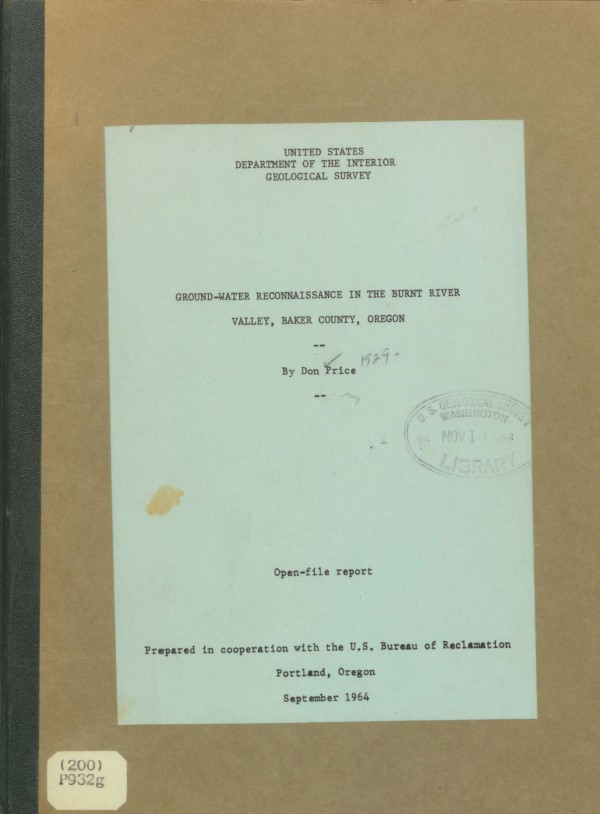 UNITED STATES
DEPARTMENT OF THE INTERIOR
GEOLOGICAL SURVEY
GROUND-WATER RECONNAISSANCE IN THE BURNT RIVER
VALLEY, BAKER COUNTY, OREGON
--
By Don Price 1929-
--
U. S. GEOLOGICAL SURVEY
WASHINGTON
NOV 1
LIBRARY
Open-file report
Prepared in cooperation with the U.S. Bureau of Reclamation
Portland, Oregon
September 1964
(200)
P932g